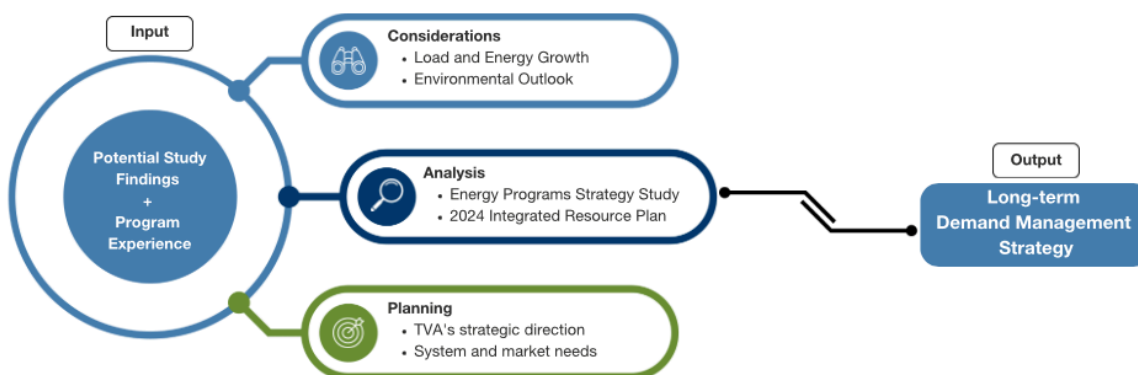 Input
Potential Study
Findings
+
Program
Experience
Considerations
• Load and Energy Growth
• Environmental Outlook
Analysis
• Energy Programs Strategy Study
• 2024 Integrated Resource Plan
Planning
• TVA's strategic direction
• System and market needs
Output
Long-term
Demand Management
Strategy